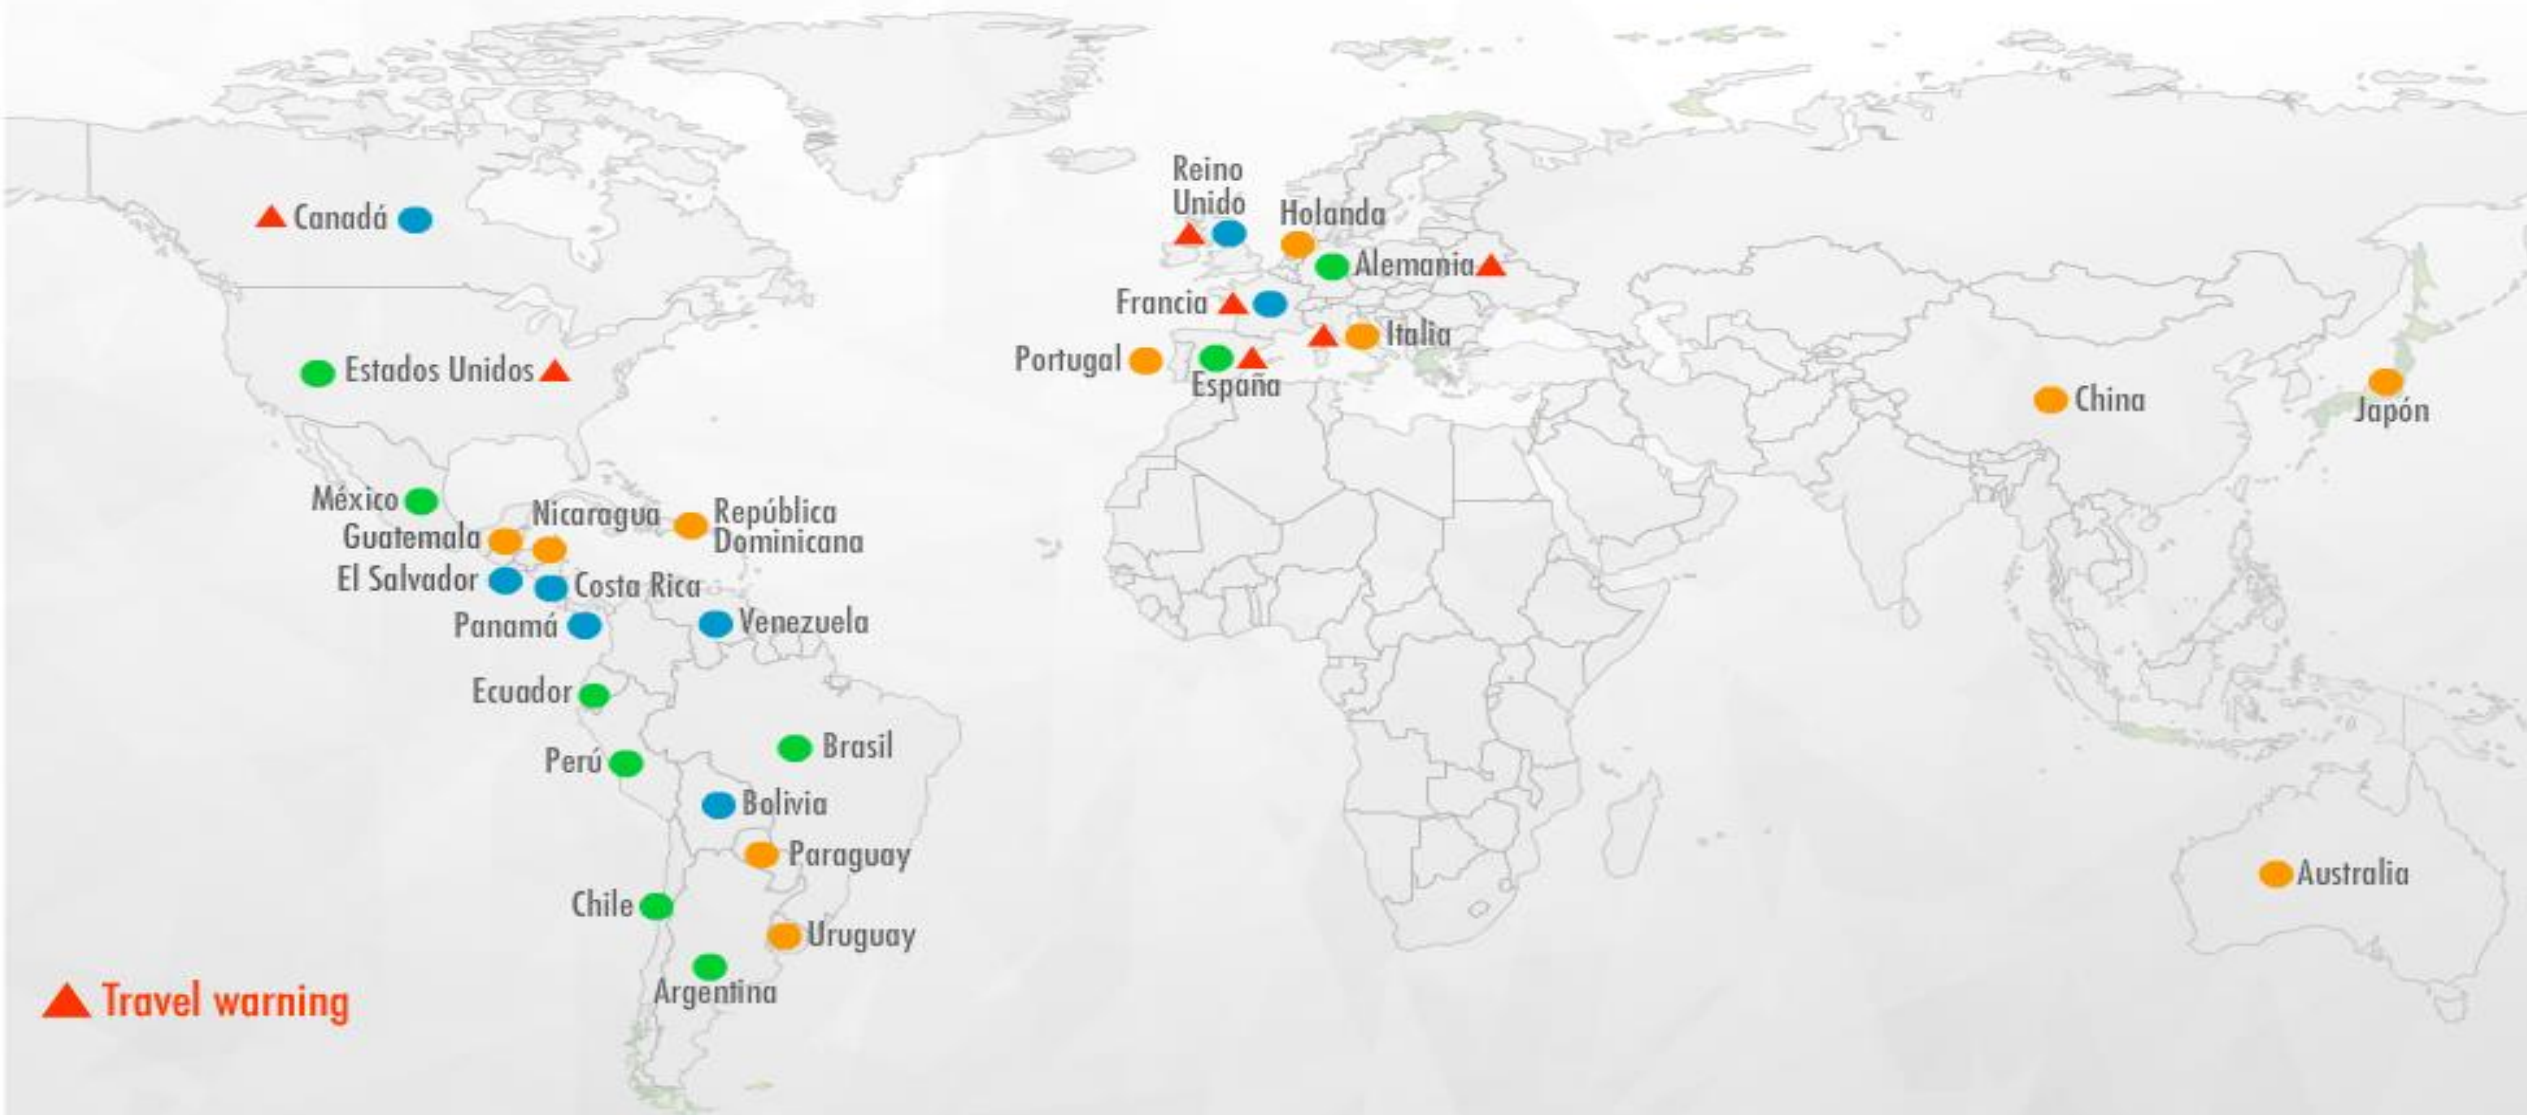 Reino
Unido
Holanda
Canadá
Alemania
Francia
Italia
Portugal
España
Estados Unidos
China
Japón
México
Nicaragua
República
Dominicana
Guatemala
El Salvador
Costa Rica
Panamá
Venezuela
Ecuador
Brasil
Perú
Bolivia
Paraguay
Australia
Chile
Uruguay
Argentina
Travel warning